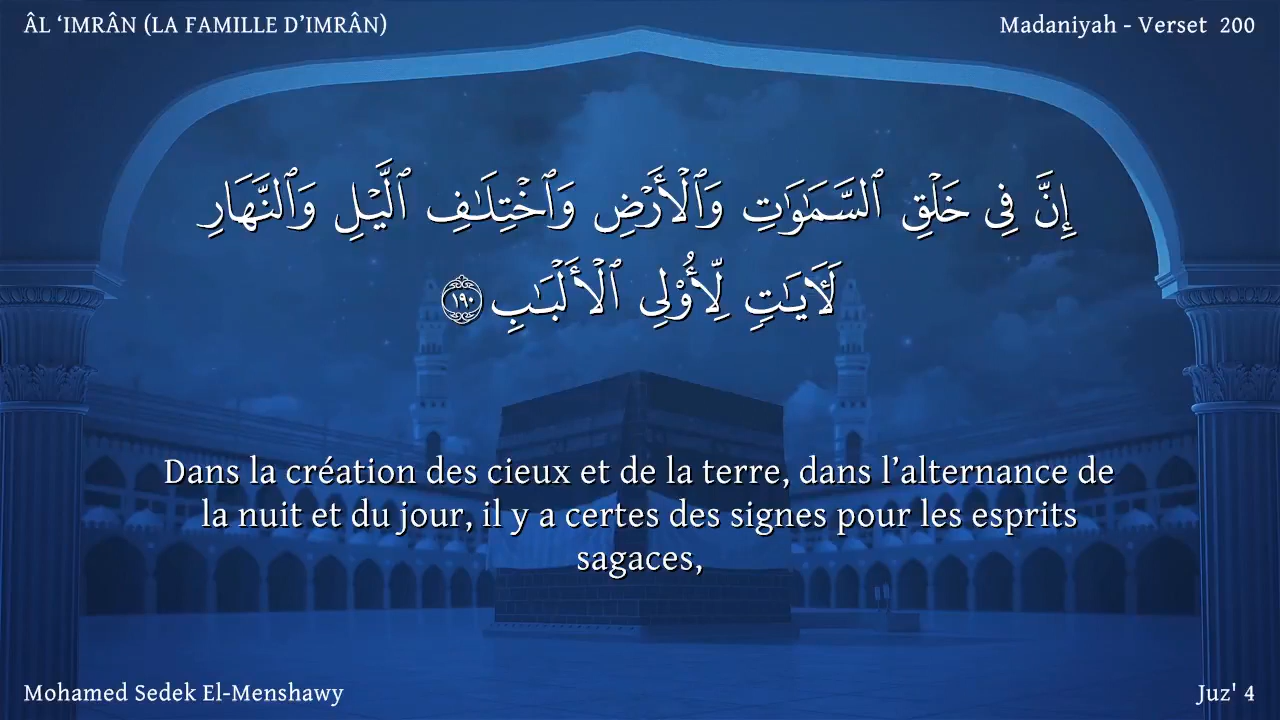 ÂL ‘IMRÂN (LA FAMILLE D’IMRÂN)
Madaniyah - Verset 200
إِنَّ فِى خَلْقِ ٱلسَّمَـٰوَٰتِ وَٱلْأَرْضِ وَٱخْتِلَـٰفِ ٱلَّيْلِ وَٱلنَّهَارِ
لَـَٔايَـٰتٍ لِّأُو۟لِى ٱلْأَلْبَـٰبِ ١٩٠
Dans la création des cieux et de la terre, dans l’alternance de
la nuit et du jour, il y a certes des signes pour les esprits
sagaces,
Mohamed Sedek El-Menshawy
Juz' 4